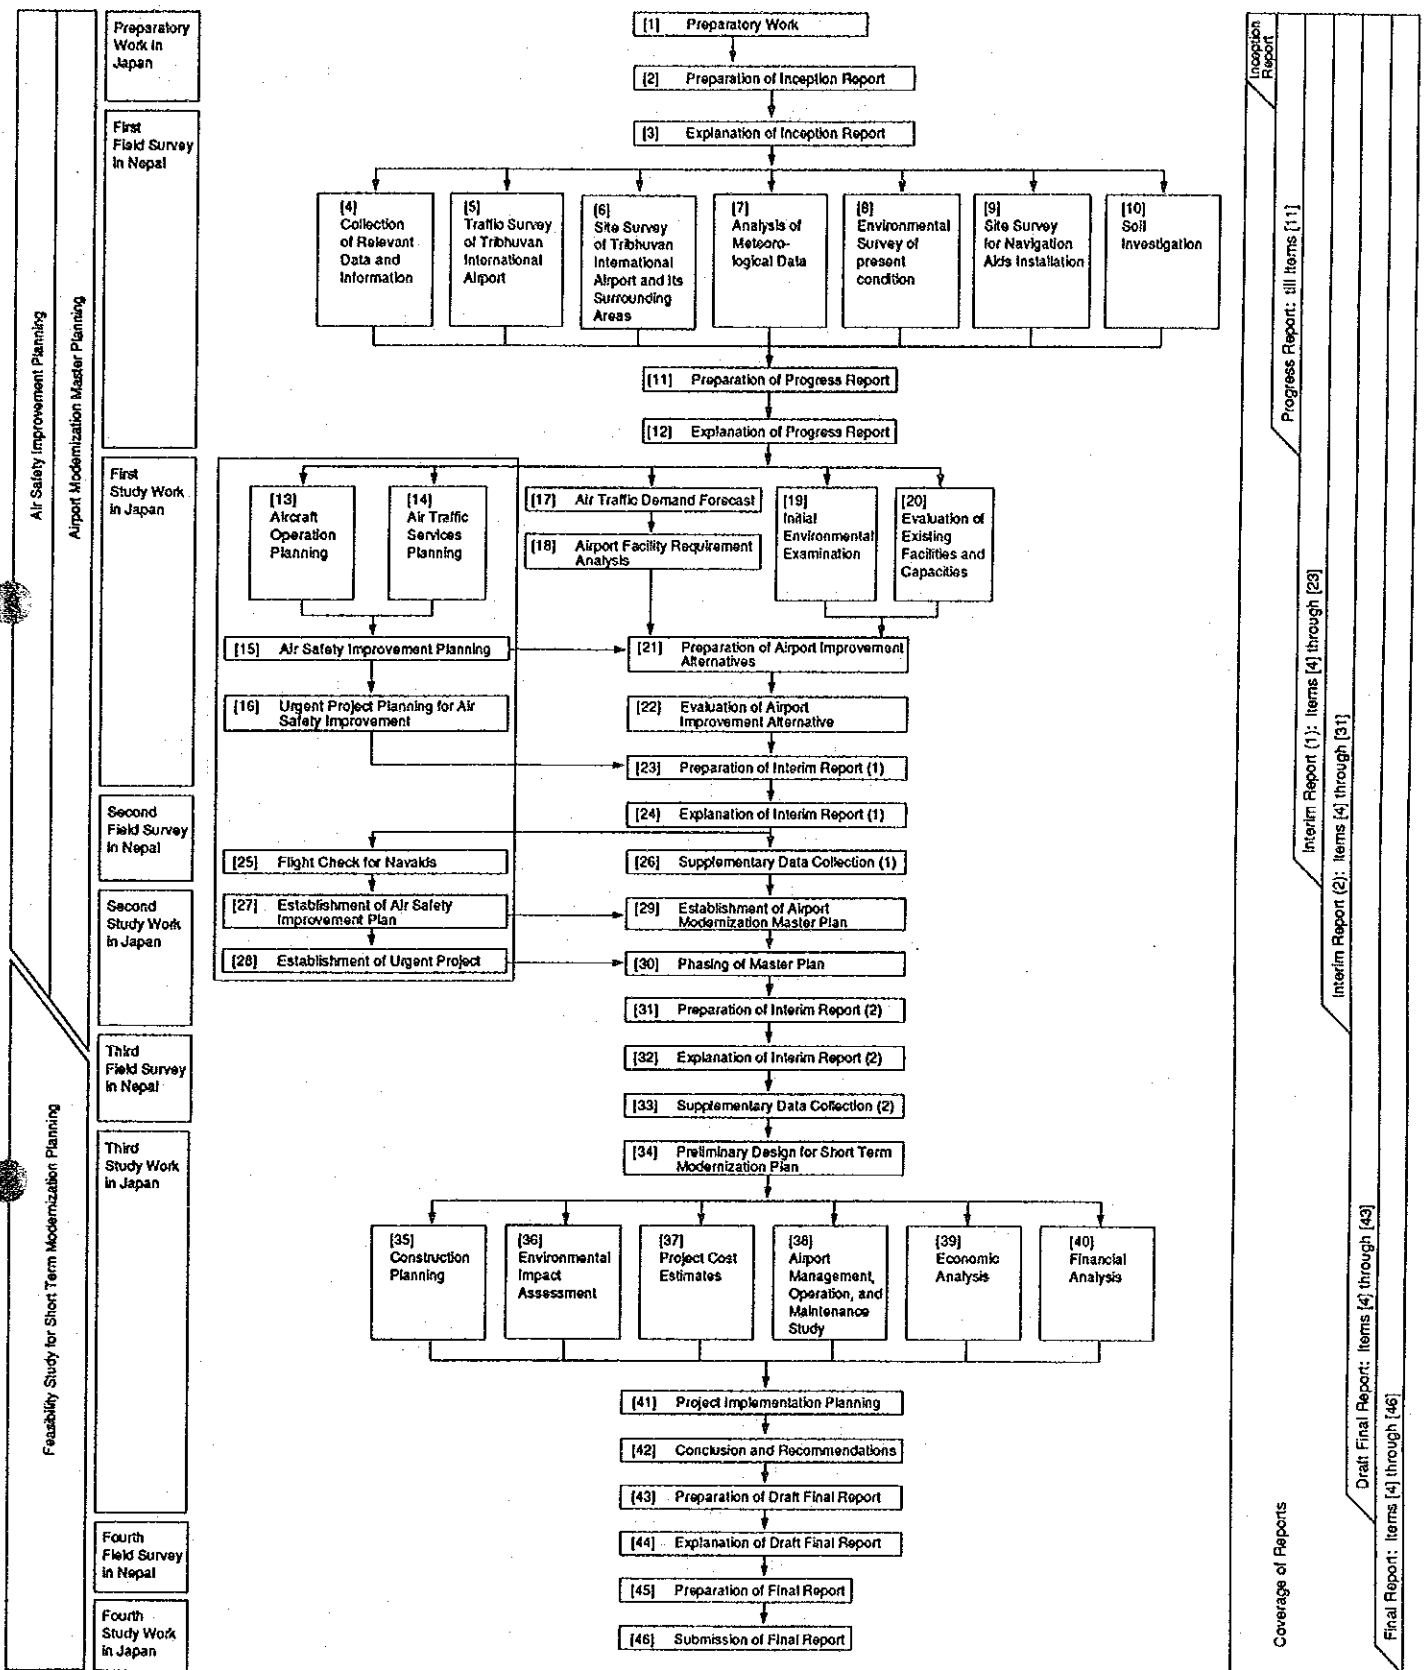 Air Safety Improvement Planning
Airport Modernization Master Planning
Feasibility Study for Short Term Modernization Planning
Preparatory
Work in
Japan
First
Field Survey
in Nepal
First
Study Work
in Japan
Second
Field Survey
in Nepal
Second
Study Work
in Japan
Third
Field Survey
in Nepal
Third
Study Work
in Japan
Fourth
Field Survey
in Nepal
Fourth
Study Work
in Japan
[1] Preparatory Work
[2] Preparation of Inception Report
[3] Explanation of Inception Report
[4]
Collection
of Relevant
Data and
Information
[5]
Traffic Survey
of Tribhuvan
International
Airport
[6]
Site Survey
of Tribhuvan
International
Airport and its
Surrounding
Areas
[7]
Analysis of
Meteoro-
logical Data
[8]
Environmental
Survey of
present
condition
[9]
Site Survey
for Navigation
Aids Installation
[10]
Soil
Investigation
[11] Preparation of Progress Report
[12] Explanation of Progress Report
[13]
Aircraft
Operation
Planning
[14]
Air Traffic
Services
Planning
[17] Air Traffic Demand Forecast
[18] Airport Facility Requirement
Analysis
[19]
Initial
Environmental
Examination
[20]
Evaluation of
Existing
Facilities and
Capacities
[15] Air Safety Improvement Planning
[21] Preparation of Airport Improvement
Alternatives
[16] Urgent Project Planning for Air
Safety Improvement
[22] Evaluation of Airport
Improvement Alternative
[23] Preparation of Interim Report (1)
[24] Explanation of Interim Report (1)
[25] Flight Check for Navaids
[26] Supplementary Data Collection (1)
[27] Establishment of Air Safety
Improvement Plan
[29] Establishment of Airport
Modernization Master Plan
[28] Establishment of Urgent Project
[30] Phasing of Master Plan
[31] Preparation of Interim Report (2)
[32] Explanation of Interim Report (2)
[33] Supplementary Data Collection (2)
[34] Preliminary Design for Short Term
Modernization Plan
[35]
Construction
Planning
[36]
Environmental
Impact
Assessment
[37]
Project Cost
Estimates
[38]
Airport
Management,
Operation, and
Maintenance
Study
[39]
Economic
Analysis
[40]
Financial
Analysis
[41] Project Implementation Planning
[42] Conclusion and Recommendations
[43] Preparation of Draft Final Report
[44] Explanation of Draft Final Report
[45] Preparation of Final Report
[46] Submission of Final Report
Coverage of Reports
Inception
Report
Progress Report: till Items [11]
Interim Report (1): Items [4] through [23]
Interim Report (2): Items [4] through [31]
Draft Final Report: Items [4] through [43]
Final Report: Items [4] through [46]